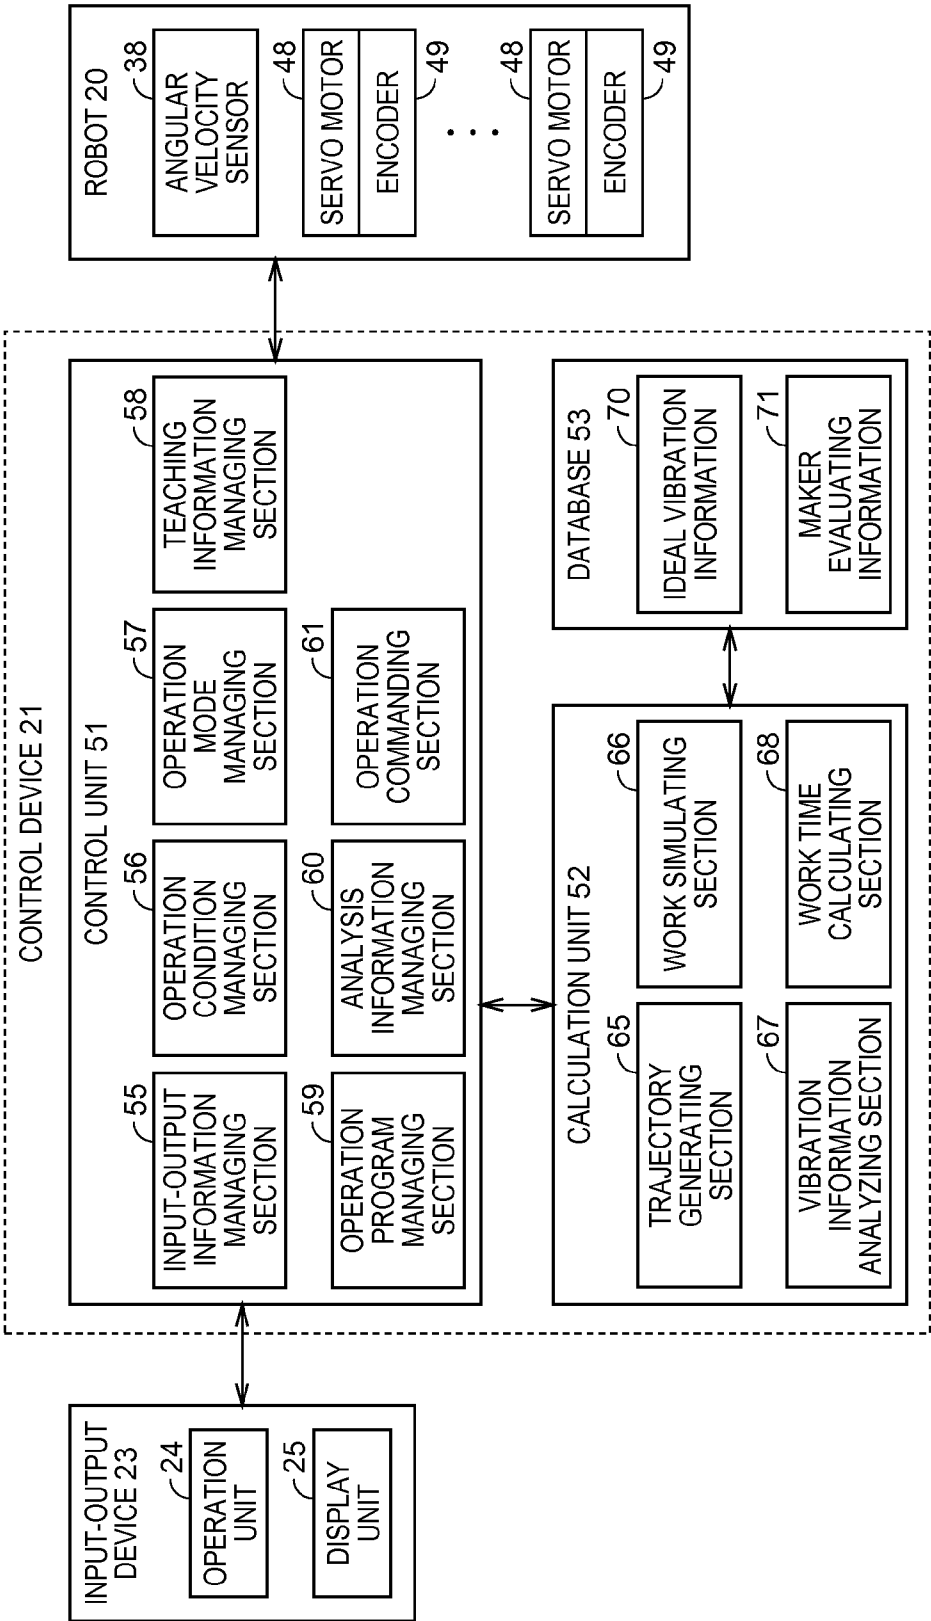 INPUT-OUTPUT
DEVICE 23
24
OPERATION
UNIT
25
DISPLAY
UNIT
CONTROL DEVICE 21
CONTROL UNIT 51
55
INPUT-OUTPUT
INFORMATION
MANAGING
SECTION
56
OPERATION
CONDITION
MANAGING
SECTION
57
OPERATION
MODE
MANAGING
SECTION
58
TEACHING
INFORMATION
MANAGING
SECTION
59
OPERATION
PROGRAM
MANAGING
SECTION
60
ANALYSIS
INFORMATION
MANAGING
SECTION
61
OPERATION
COMMANDING
SECTION
CALCULATION UNIT 52
65
TRAJECTORY
GENERATING
SECTION
66
WORK SIMULATING
SECTION
67
VIBRATION
INFORMATION
ANALYZING SECTION
68
WORK TIME
CALCULATING
SECTION
DATABASE 53
70
IDEAL VIBRATION
INFORMATION
71
MAKER
EVALUATING
INFORMATION
ROBOT 20
38
ANGULAR
VELOCITY
SENSOR
48
SERVO MOTOR
ENCODER
49
• • •
48
SERVO MOTOR
ENCODER
49